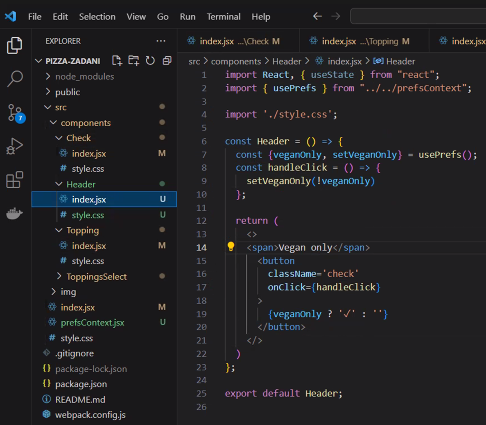 File Edit Selection View Go Run Terminal Help
EXPLORER
index.jsx ...\Check
index.jsx ...\Topping
index.jsx
PIZZA-ZADANI
src > components > Header > index.jsx > Header
node_modules
public
src
components
Check
index.jsx M
style.css
Header
index.jsx U
style.css U
Topping
index.jsx M
style.css
ToppingsSelect
img
index.jsx M
prefsContext.jsx U
style.css
.gitignore
package-lock.json
package.json
README.md
webpack.config.js
7
1 import React, { useState } from "react";
2 import { usePrefs } from "../../prefsContext";
3
4 import './style.css';
5
6 const Header = () => {
7 const {veganOnly, setVeganOnly} = usePrefs();
8 const handleClick = () => {
9 setVeganOnly(!veganOnly)
10 };
11
12 return (
13 <>
14 <span>Vegan only</span>
15 <button
16 className='check'
17 onClick={handleClick}
18 >
19 {veganOnly ? '✓' : ''}
20 </button>
21 </>
22 )
23 };
24
25 export default Header;
26